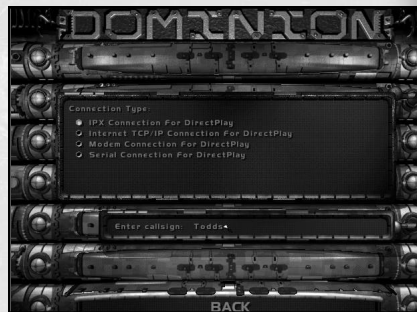 DOMINION
Connection Type:
IPX Connection For DirectPlay
Internet TCP/IP Connection For DirectPlay
Modem Connection For DirectPlay
Serial Connection For DirectPlay
Enter callsign: Todds
BACK